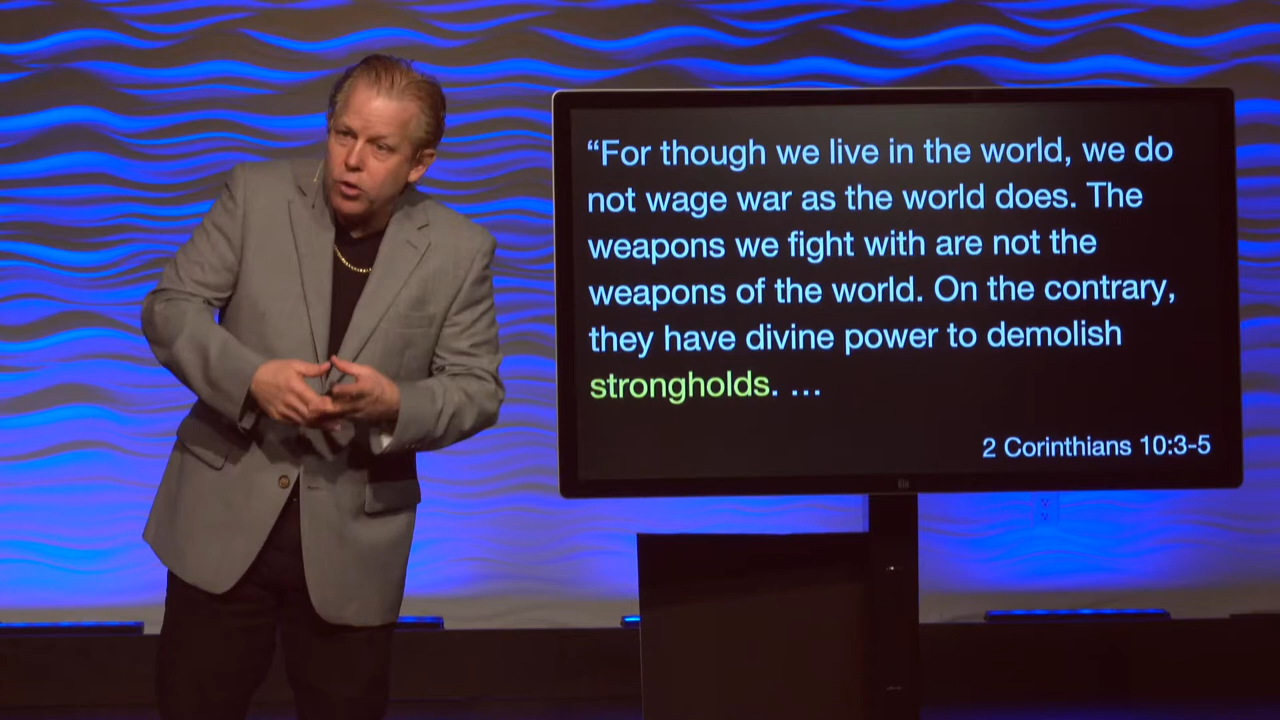 “For though we live in the world, we do
not wage war as the world does. The
weapons we fight with are not the
weapons of the world. On the contrary,
they have divine power to demolish
strongholds. ...
2 Corinthians 10:3-5